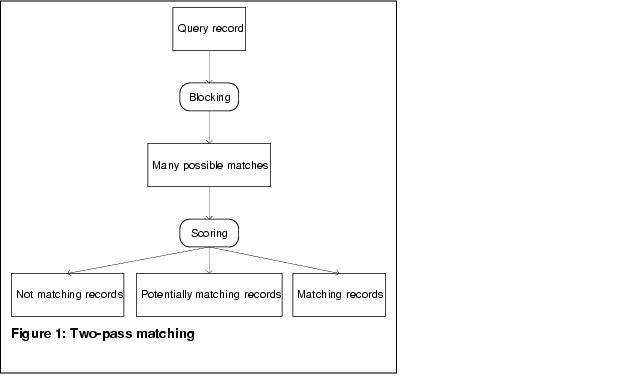 Query record
Blocking
Many possible matches
Scoring
Not matching records
Potentially matching records
Matching records
Figure 1: Two-pass matching